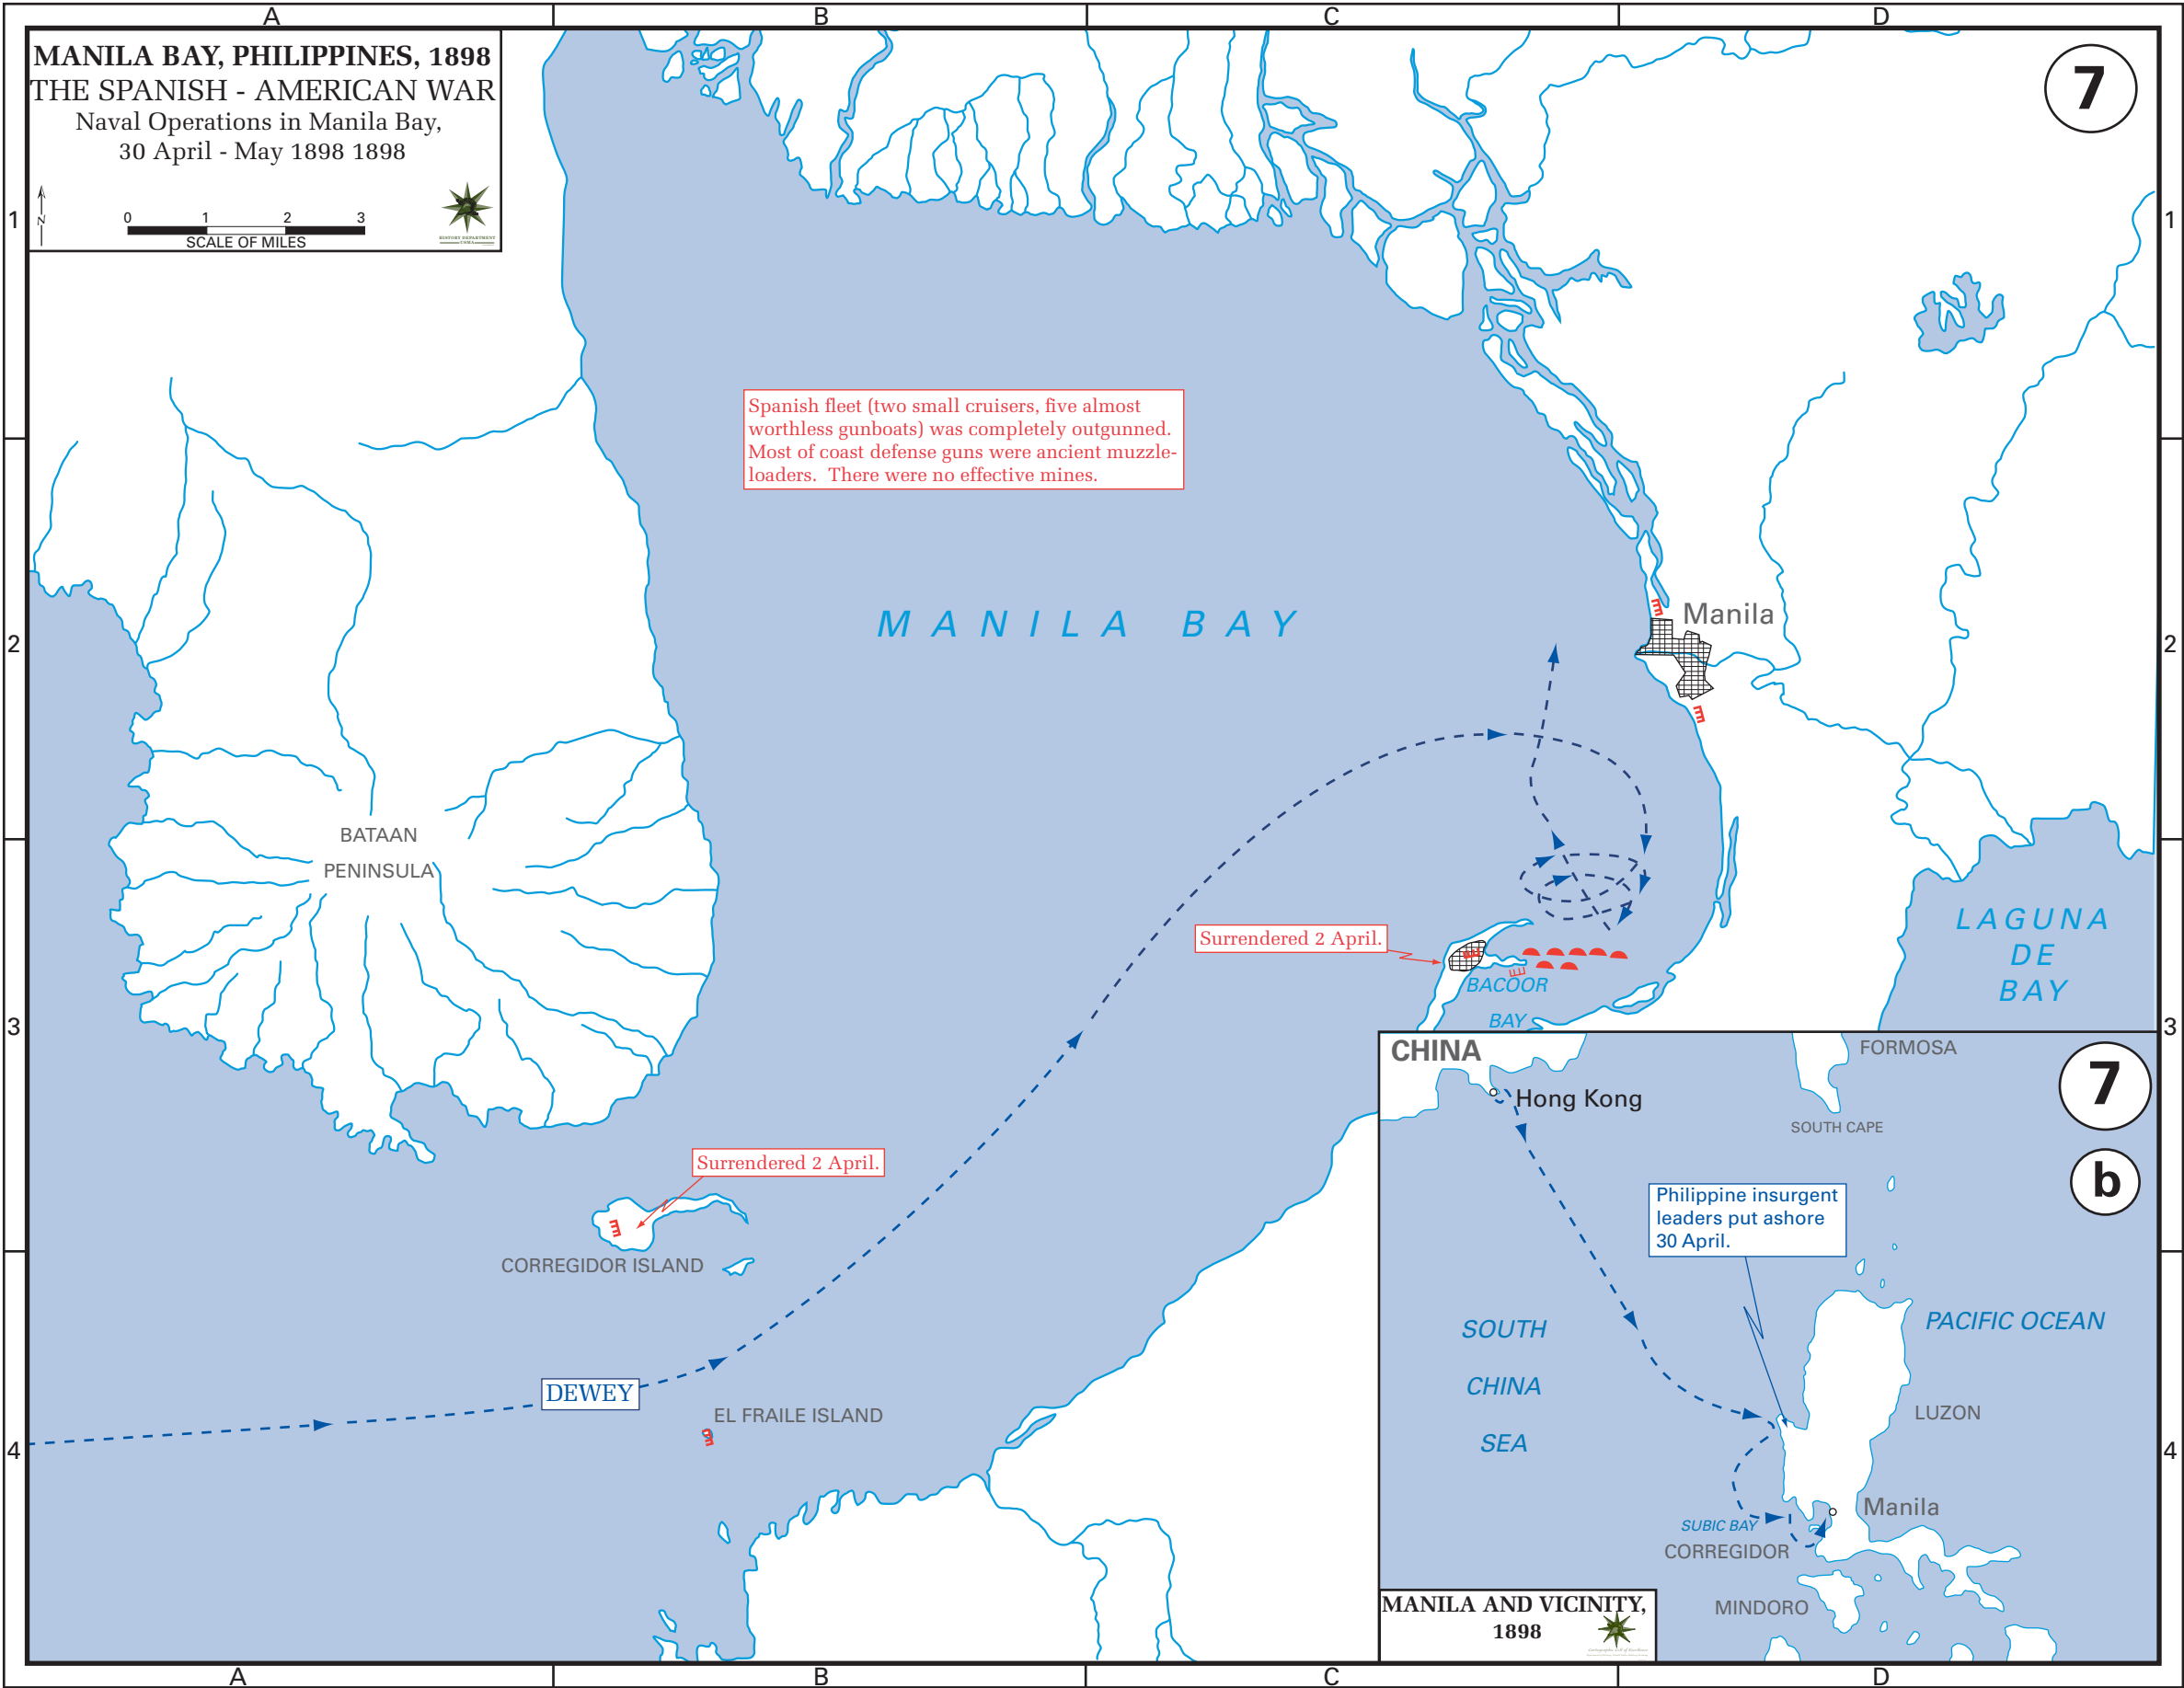 A
B
C
D
MANILA BAY, PHILIPPINES, 1898
THE SPANISH - AMERICAN WAR
Naval Operations in Manila Bay,
30 April - May 1898 1898
N
0 1 2 3
SCALE OF MILES
HISTORY DEPARTMENT
USMA
7
1
1
Spanish fleet (two small cruisers, five almost
worthless gunboats) was completely outgunned.
Most of coast defense guns were ancient muzzle-
loaders. There were no effective mines.
MANILA BAY
Manila
2
2
BATAAN
PENINSULA
Surrendered 2 April.
BACOOR
BAY
LAGUNA
DE
BAY
3
3
Surrendered 2 April.
CORREGIDOR ISLAND
DEWEY
EL FRAILE ISLAND
4
4
CHINA
Hong Kong
FORMOSA
SOUTH CAPE
7
b
Philippine insurgent
leaders put ashore
30 April.
SOUTH
CHINA
SEA
PACIFIC OCEAN
LUZON
Manila
SUBIC BAY
CORREGIDOR
MINDORO
MANILA AND VICINITY,
1898
A
B
C
D